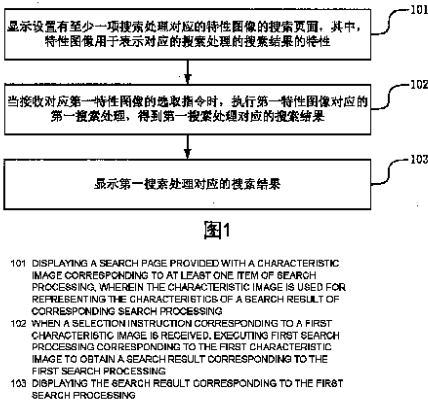 101
显示设置有至少一项搜索处理对应的特性图像的搜索页面，其中，
特性图像用于表示对应的搜索处理的搜索结果的特性
102
当接收对应第一特性图像的选取指令时，执行第一特性图像对应的
第一搜索处理，得到第一搜索处理对应的搜索结果
103
显示第一搜索处理对应的搜索结果
图1
101 DISPLAYING A SEARCH PAGE PROVIDED WITH A CHARACTERISTIC
IMAGE CORRESPONDING TO AT LEAST ONE ITEM OF SEARCH
PROCESSING, WHEREIN THE CHARACTERISTIC IMAGE IS USED FOR
REPRESENTING THE CHARACTERISTICS OF A SEARCH RESULT OF
CORRESPONDING SEARCH PROCESSING
102 WHEN A SELECTION INSTRUCTION CORRESPONDING TO A FIRST
CHARACTERISTIC IMAGE IS RECEIVED, EXECUTING FIRST SEARCH
PROCESSING CORRESPONDING TO THE FIRST CHARACTERISTIC
IMAGE TO OBTAIN A SEARCH RESULT CORRESPONDING TO THE
FIRST SEARCH PROCESSING
103 DISPLAYING THE SEARCH RESULT CORRESPONDING TO THE FIRST
SEARCH PROCESSING